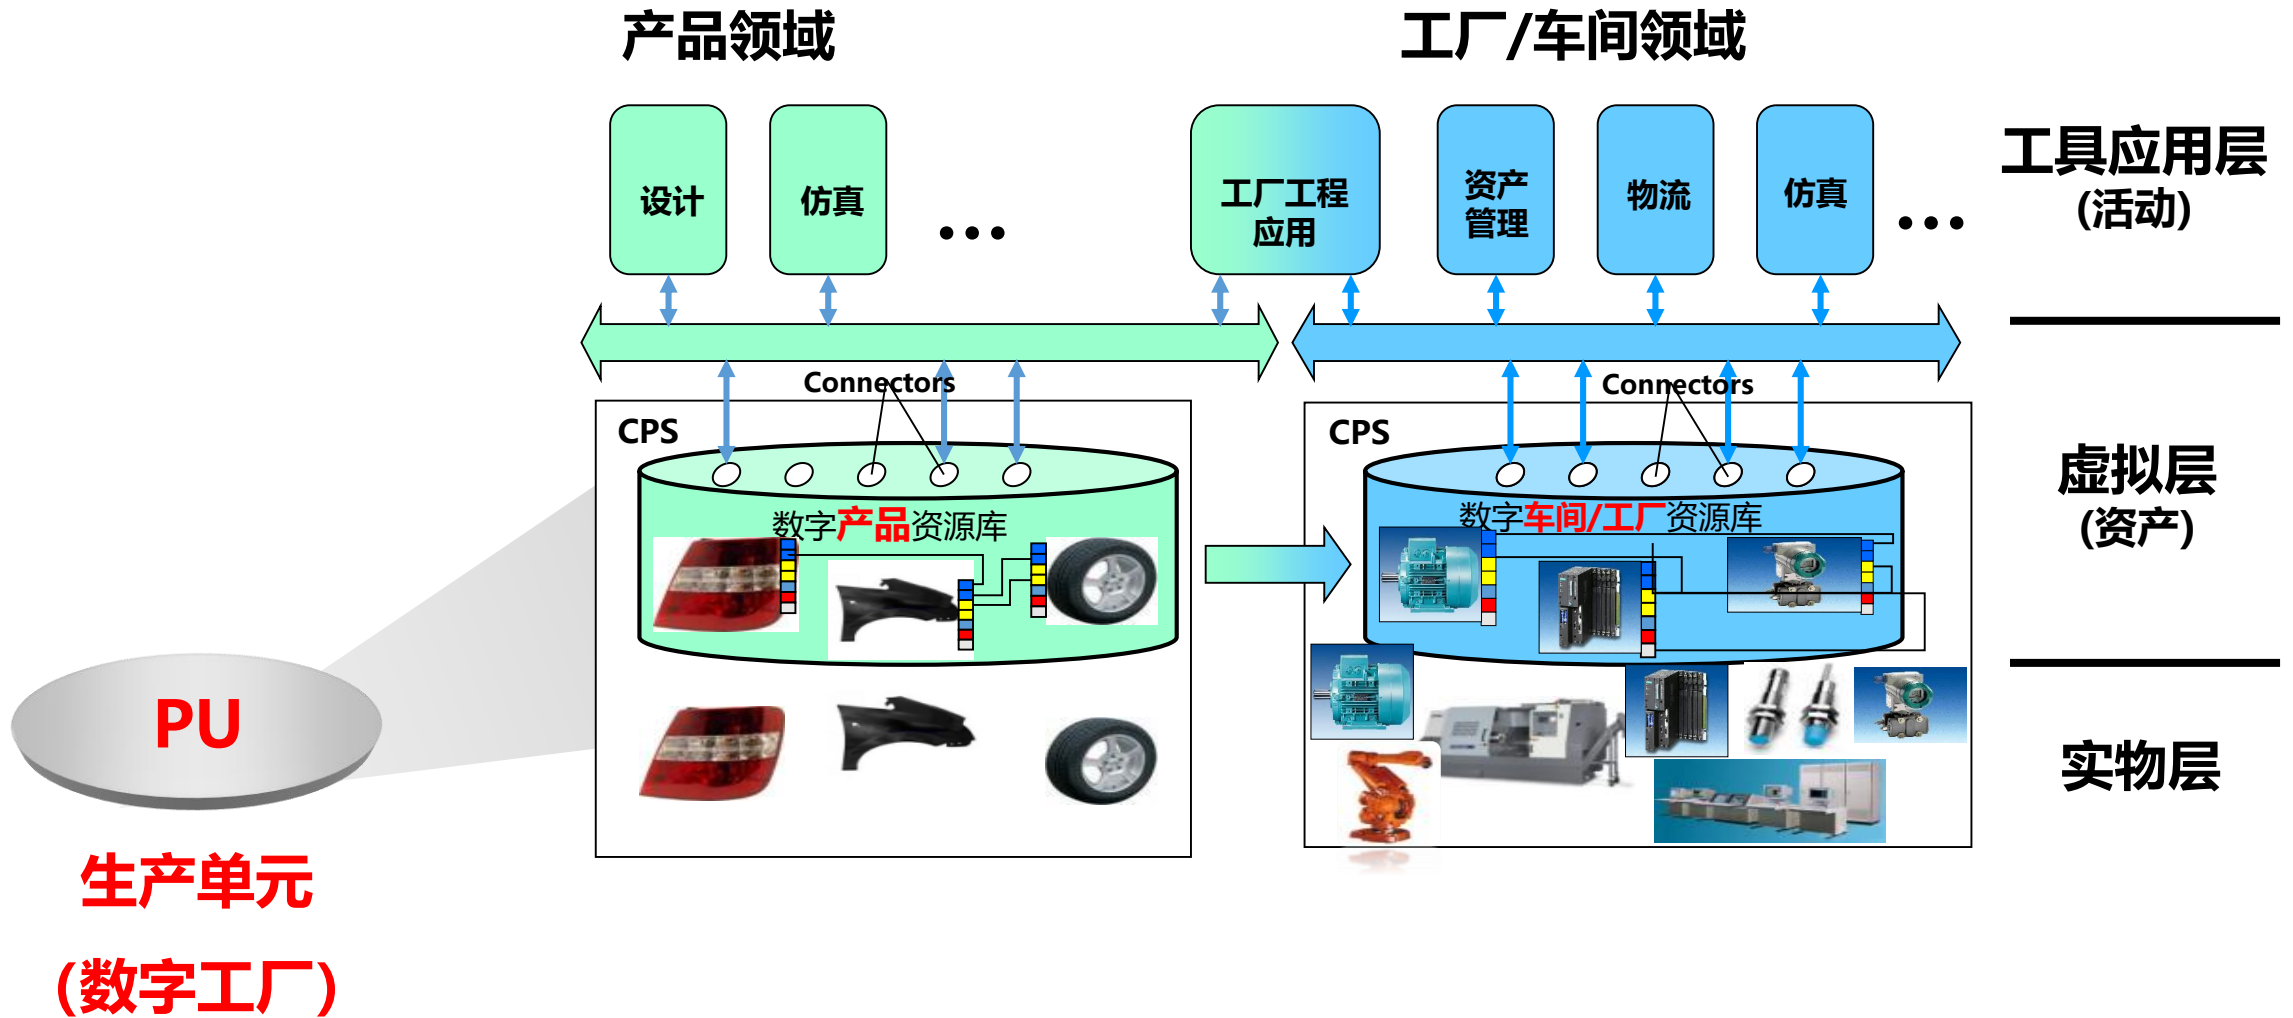 产品领域
工厂/车间领域
设计
仿真
...
工厂工程
应用
资产
管理
物流
仿真
...
工具应用层
(活动)
Connectors
Connectors
CPS
CPS
数字产品资源库
数字车间/工厂资源库
虚拟层
(资产)
PU
实物层
生产单元
(数字工厂)